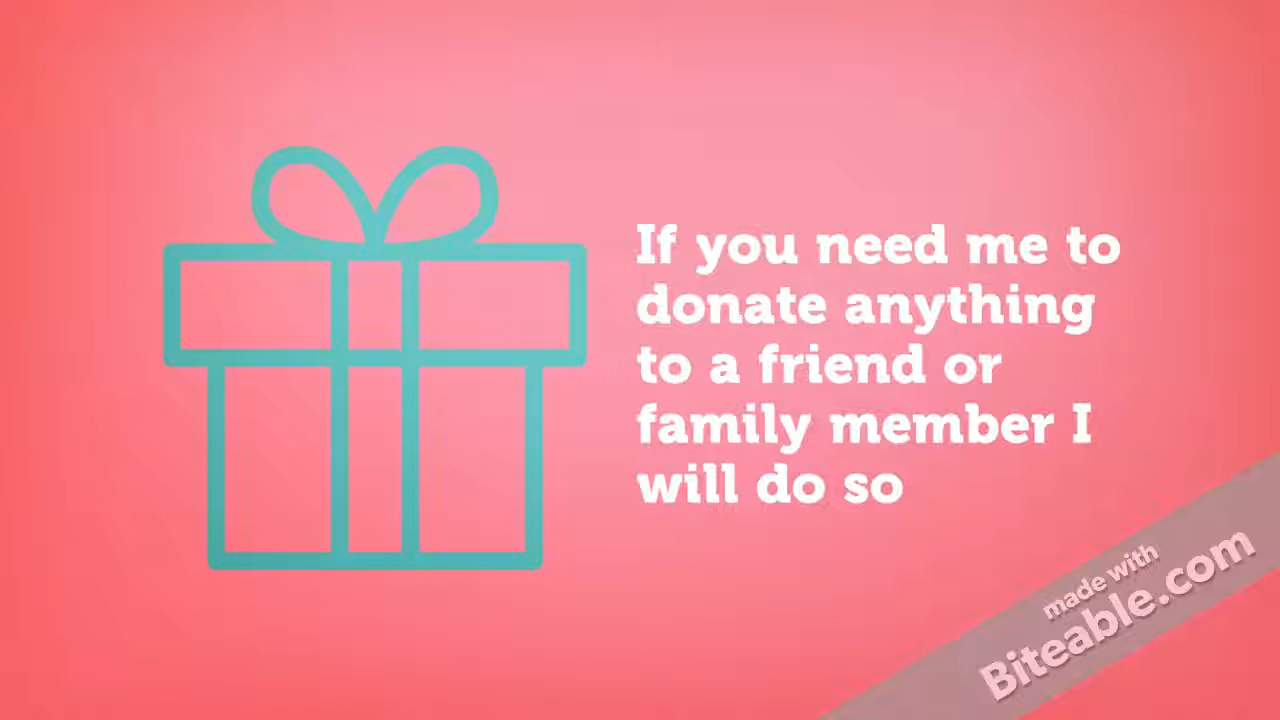 If you need me to
donate anything
to a friend or
family member I
will do so
made with
Biteable.com